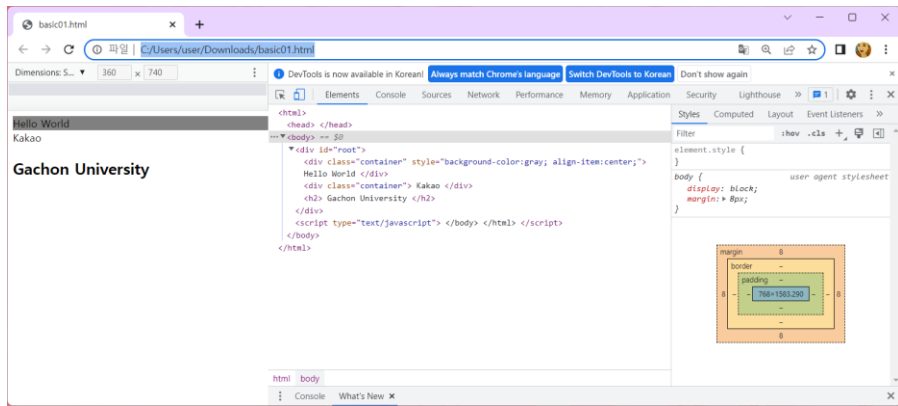 basic01.html
파일 C:/Users/user/Downloads/basic01.html
Dimensions: S... ▼ 360 × 740
DevTools is now available in Korean! Always match Chrome's language Switch DevTools to Korean Don't show again
Elements Console Sources Network Performance Memory Application Security Lighthouse » 1
Hello World
Kakao
Gachon University
<html>
<head> </head>
··· ▼<body> == $0
▼<div id="root">
<div class="container" style="background-color:gray; align-item:center;">
Hello World </div>
<div class="container"> Kakao </div>
<h2> Gachon University </h2>
</div>
<script type="text/javascript"> </body> </html> </script>
</body>
</html>
html body
Styles Computed Layout Event Listeners »
Filter :hov .cls +
element.style {
}
body { user agent stylesheet
display: block;
margin: ▶ 8px;
}
margin 8
border –
padding –
8 – – 768×1583.290 – – 8
–
–
8
Console What's New ×